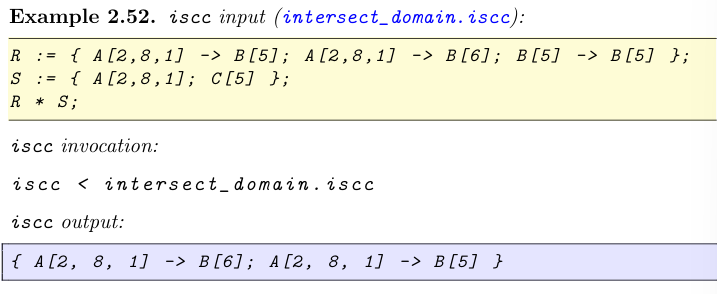 Example 2.52. iscc input (intersect_domain.iscc):
R := { A[2,8,1] -> B[5]; A[2,8,1] -> B[6]; B[5] -> B[5] };
S := { A[2,8,1]; C[5] };
R * S;
iscc invocation:
iscc < intersect_domain.iscc
iscc output:
{ A[2, 8, 1] -> B[6]; A[2, 8, 1] -> B[5] }